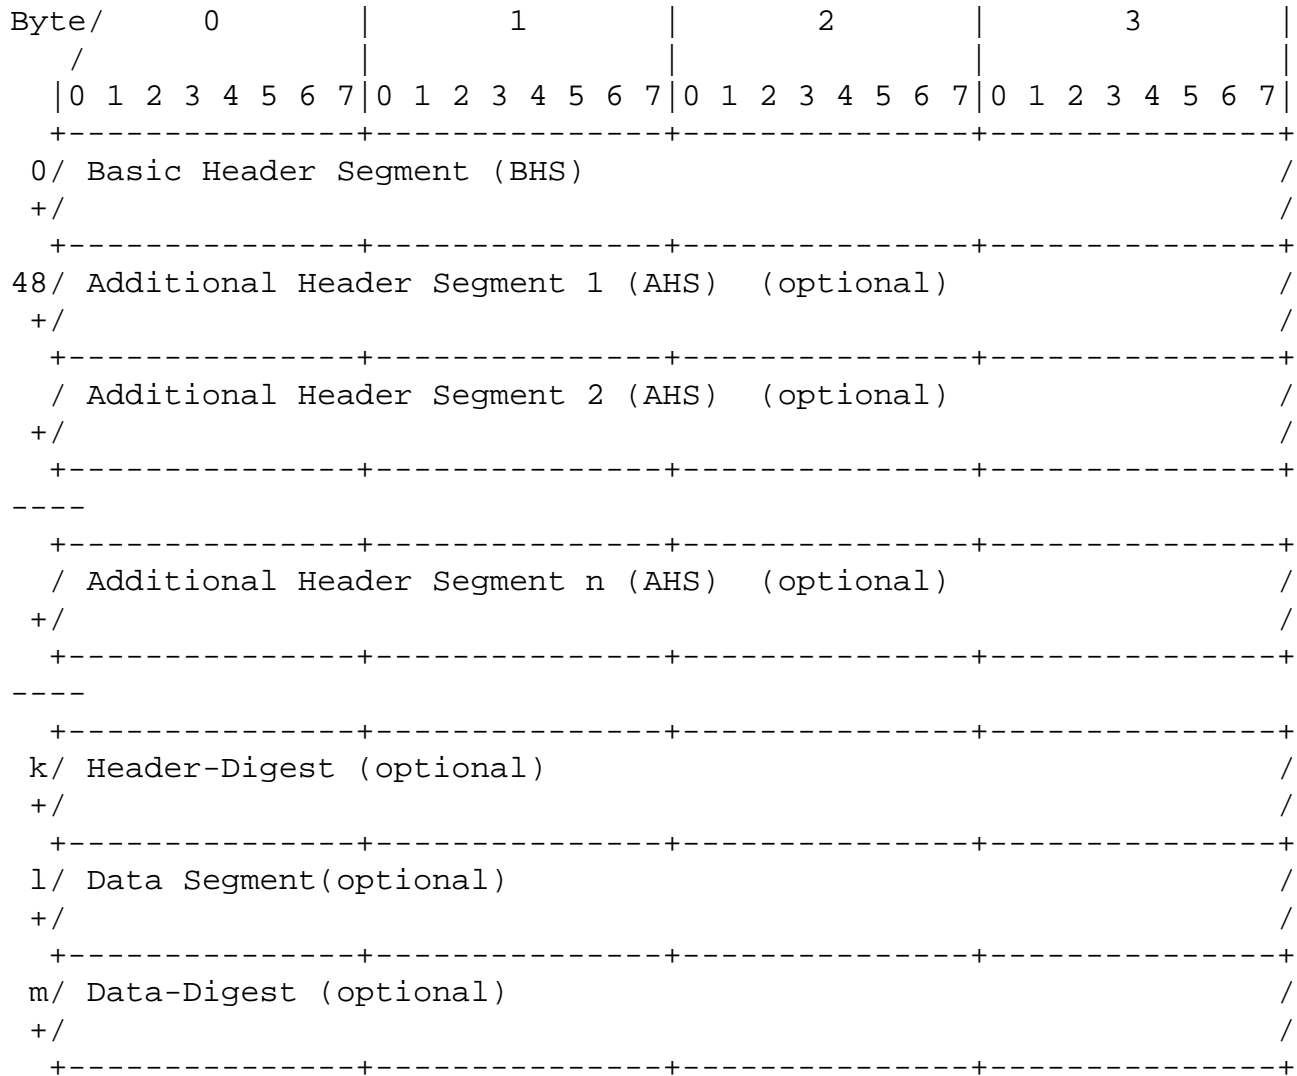 Byte/     0       |       1       |       2       |       3       |
   /              |               |               |               |
  |0 1 2 3 4 5 6 7|0 1 2 3 4 5 6 7|0 1 2 3 4 5 6 7|0 1 2 3 4 5 6 7|
  +---------------+---------------+---------------+---------------+
 0/ Basic Header Segment (BHS)                                    /
 +/                                                               /
  +---------------+---------------+---------------+---------------+
48/ Additional Header Segment 1 (AHS)  (optional)                 /
 +/                                                               /
  +---------------+---------------+---------------+---------------+
  / Additional Header Segment 2 (AHS)  (optional)                 /
 +/                                                               /
  +---------------+---------------+---------------+---------------+
----
  +---------------+---------------+---------------+---------------+
  / Additional Header Segment n (AHS)  (optional)                 /
 +/                                                               /
  +---------------+---------------+---------------+---------------+
----
  +---------------+---------------+---------------+---------------+
 k/ Header-Digest (optional)                                      /
 +/                                                               /
  +---------------+---------------+---------------+---------------+
 l/ Data Segment(optional)                                        /
 +/                                                               /
  +---------------+---------------+---------------+---------------+
 m/ Data-Digest (optional)                                        /
 +/                                                               /
  +---------------+---------------+---------------+---------------+